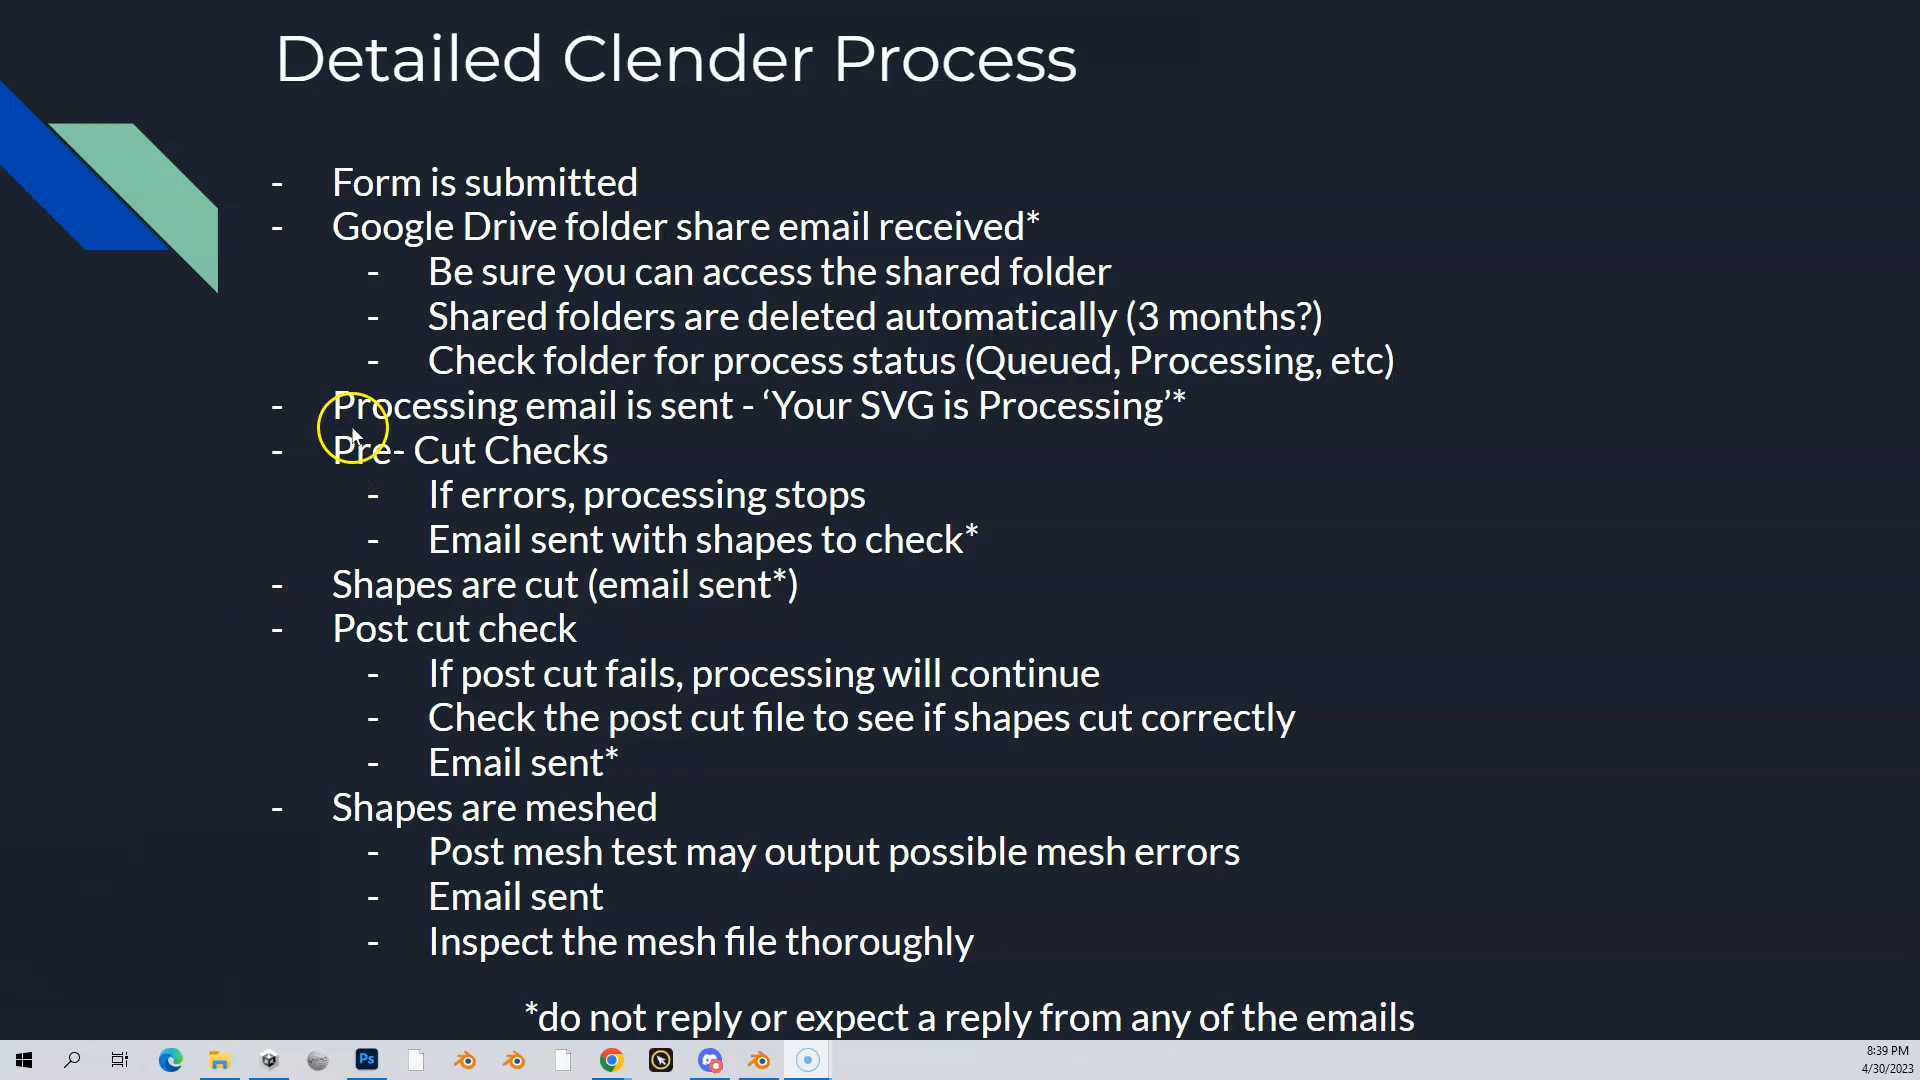 Detailed Clender Process
- Form is submitted
- Google Drive folder share email received*
- Be sure you can access the shared folder
- Shared folders are deleted automatically (3 months?)
- Check folder for process status (Queued, Processing, etc)
- Processing email is sent - ‘Your SVG is Processing’*
- Pre- Cut Checks
- If errors, processing stops
- Email sent with shapes to check*
- Shapes are cut (email sent*)
- Post cut check
- If post cut fails, processing will continue
- Check the post cut file to see if shapes cut correctly
- Email sent*
- Shapes are meshed
- Post mesh test may output possible mesh errors
- Email sent
- Inspect the mesh file thoroughly
*do not reply or expect a reply from any of the emails
Ps
8:39 PM
4/30/2023